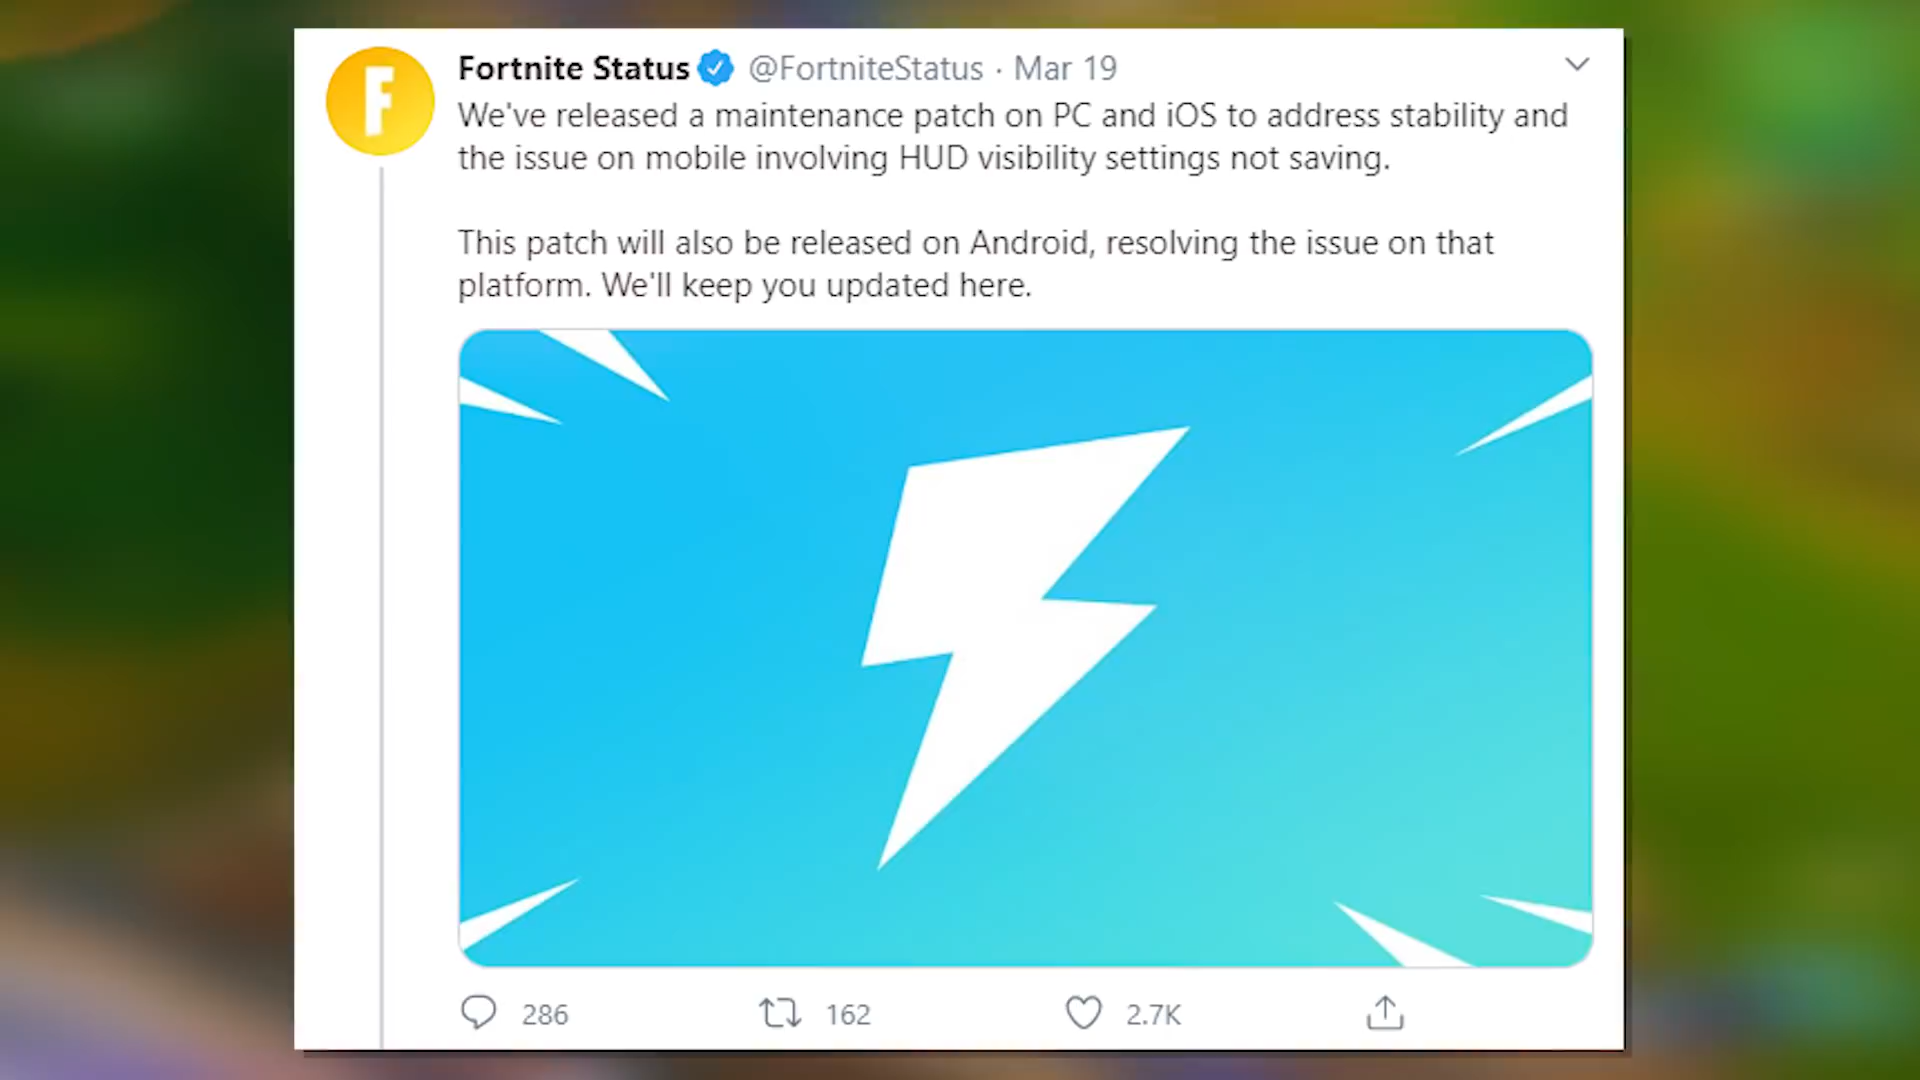 F
Fortnite Status @FortniteStatus · Mar 19
We've released a maintenance patch on PC and iOS to address stability and
the issue on mobile involving HUD visibility settings not saving.
This patch will also be released on Android, resolving the issue on that
platform. We'll keep you updated here.
286 162 2.7K